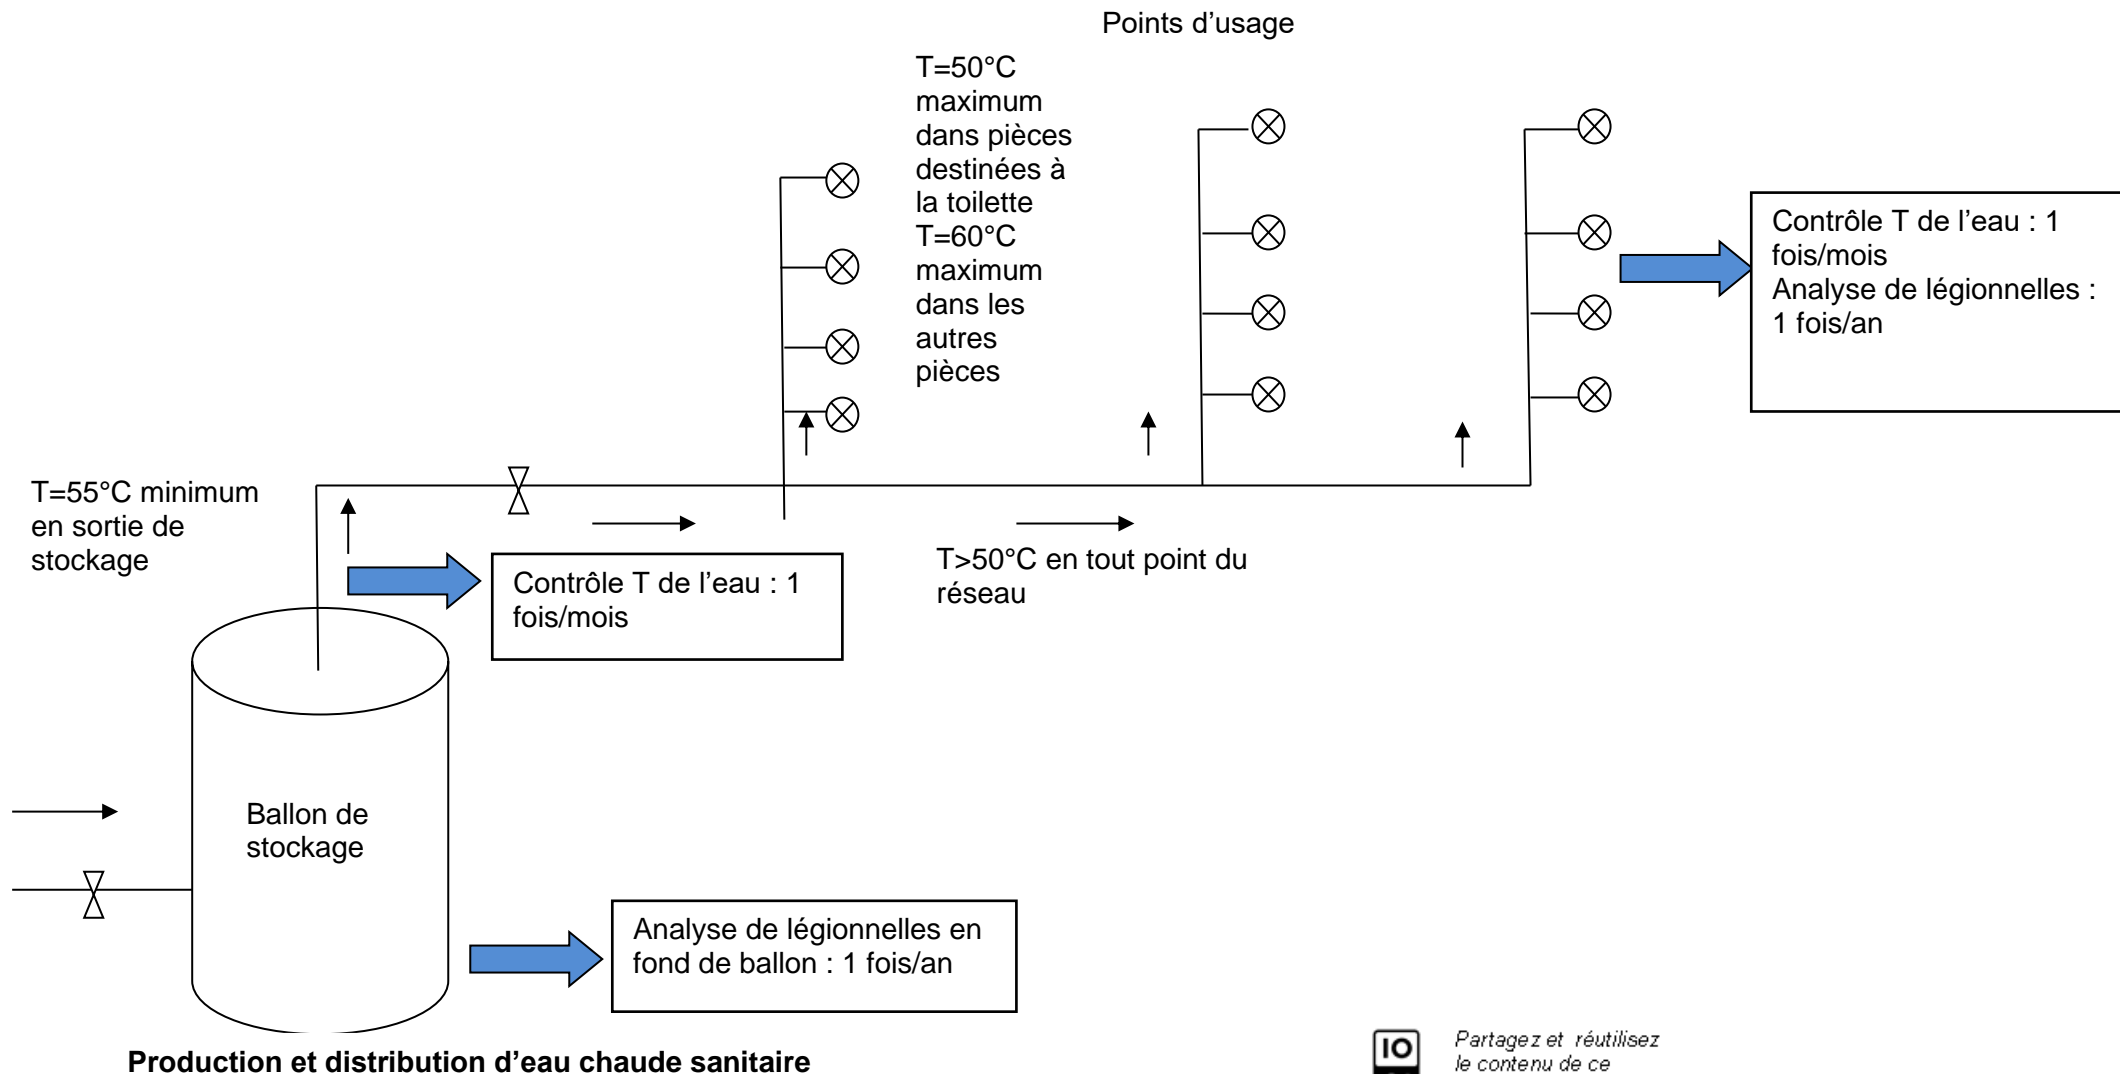 Points d’usage
T=50°C
maximum
dans pièces
destinées à
la toilette
T=60°C
maximum
dans les
autres
pièces
Contrôle T de l’eau : 1
fois/mois
Analyse de légionnelles :
1 fois/an
T=55°C minimum
en sortie de
stockage
Contrôle T de l’eau : 1
fois/mois
T>50°C en tout point du
réseau
Ballon de
stockage
Analyse de légionnelles en
fond de ballon : 1 fois/an
Production et distribution d’eau chaude sanitaire
IO
Partagez et réutilisez
le contenu de ce